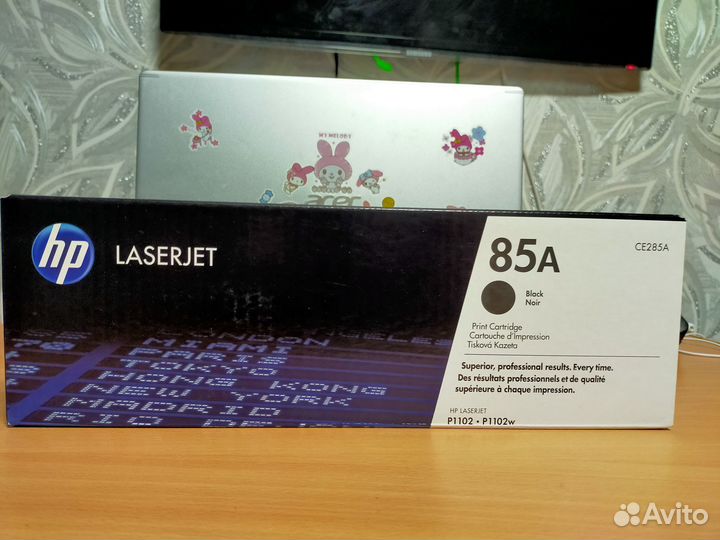 MY MELODY
acer
hp
LASERJET
85A
CE285A
Black
Noir
Print Cartridge
Cartouche d'Impression
Tisková Kazeta
Superior, professional results. Every time.
Des résultats professionnels et de qualité
supérieure à chaque impression.
HP LASERJET
P1102 • P1102w
LONDON
MIAMI
PARIS
TOKYO
HONG KONG
NEW YORK
MADRID
Avito